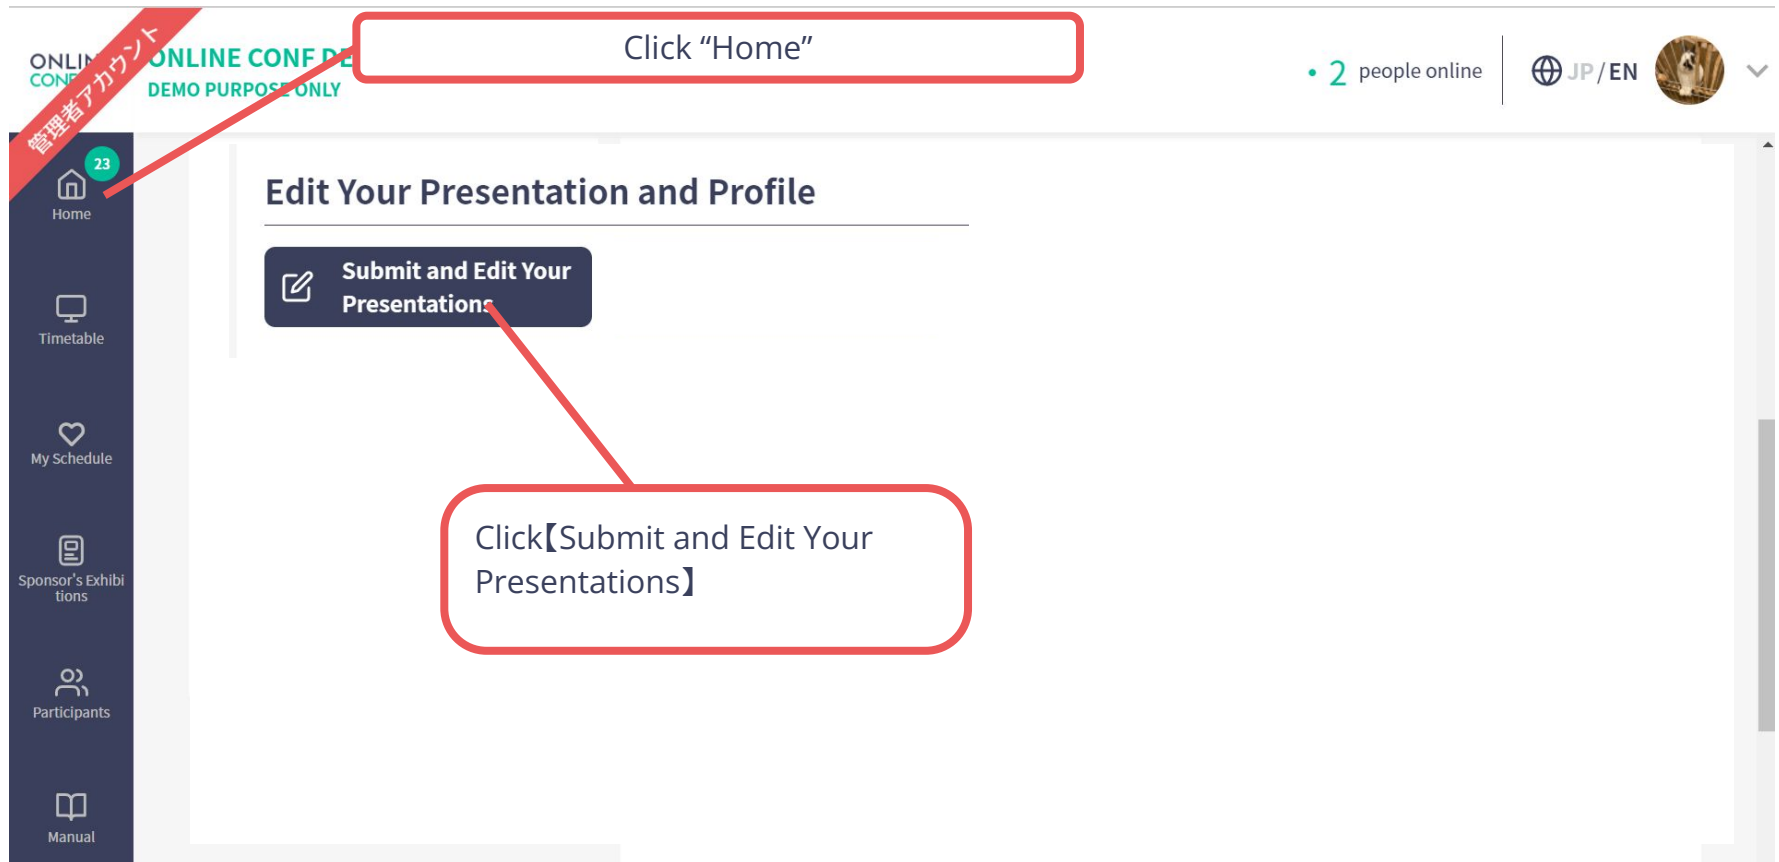 管理者アカウント
ONLINE CONF
Click “Home”
DEMO PURPOSE ONLY
• 2 people online
JP/EN
23
Home
Timetable
My Schedule
Sponsor's Exhibi
tions
Participants
Manual
Edit Your Presentation and Profile
Submit and Edit Your
Presentations
Click【Submit and Edit Your
Presentations】